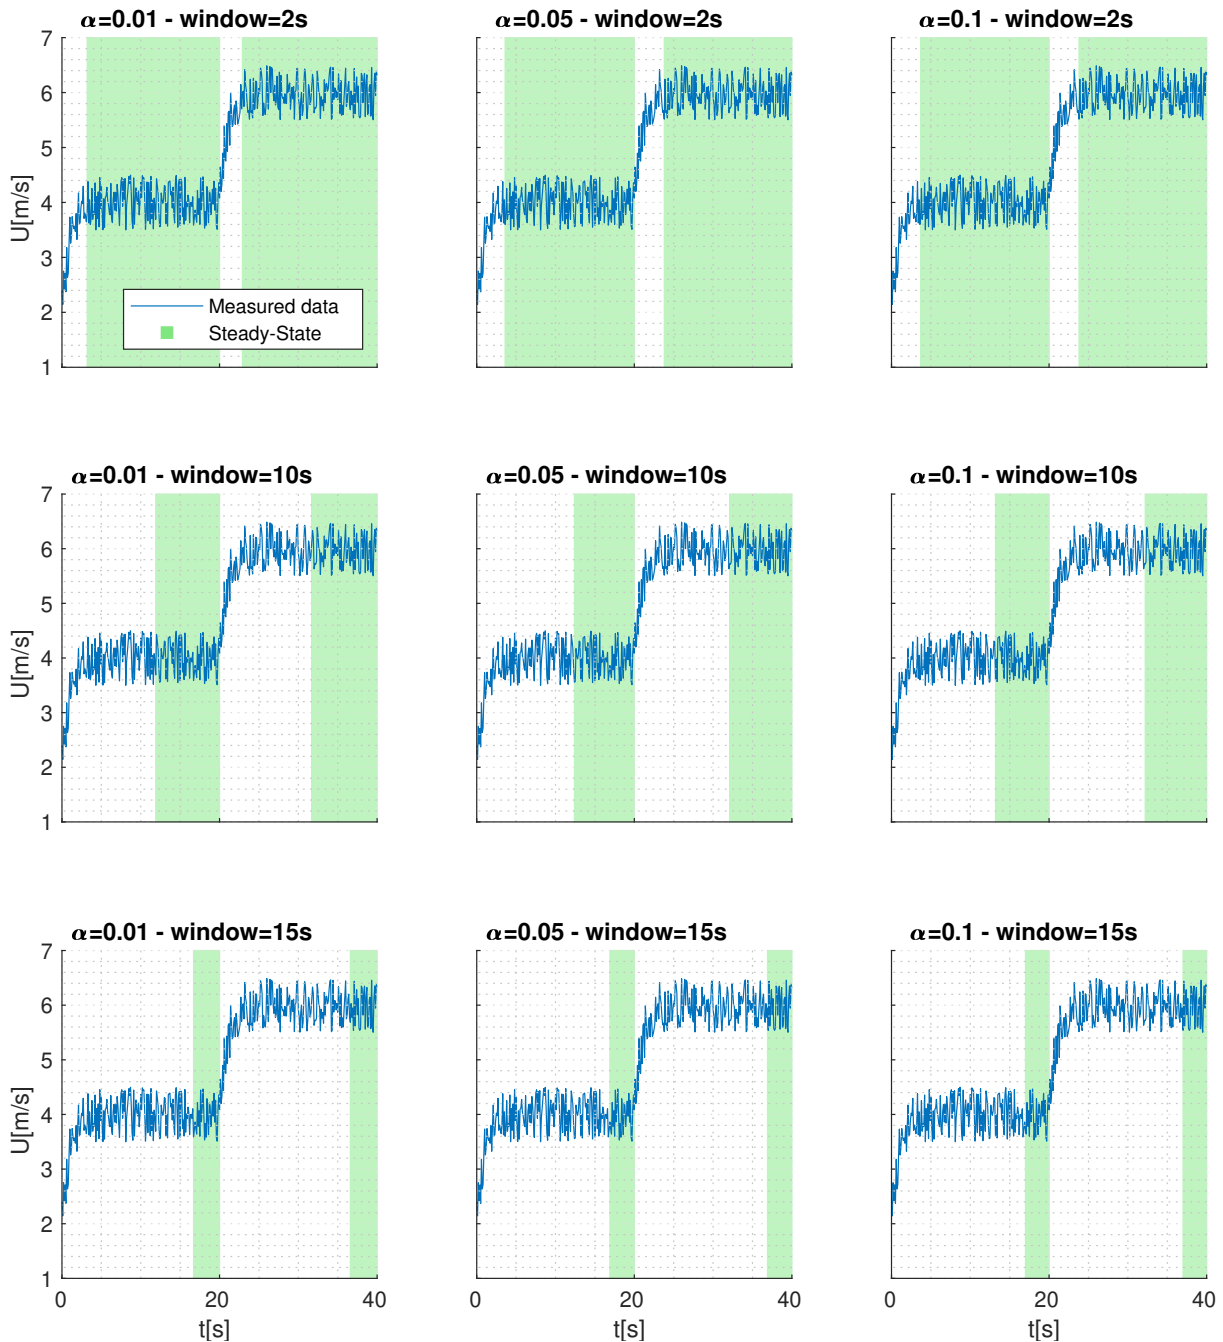 α=0.01 - window=2s
α=0.05 - window=2s
α=0.1 - window=2s
7
6
5
4
3
2
1
U[m/s]
Measured data
Steady-State
α=0.01 - window=10s
α=0.05 - window=10s
α=0.1 - window=10s
7
6
5
4
3
2
1
U[m/s]
α=0.01 - window=15s
α=0.05 - window=15s
α=0.1 - window=15s
7
6
5
4
3
2
1
U[m/s]
0 20 40
0 20 40
0 20 40
t[s]
t[s]
t[s]